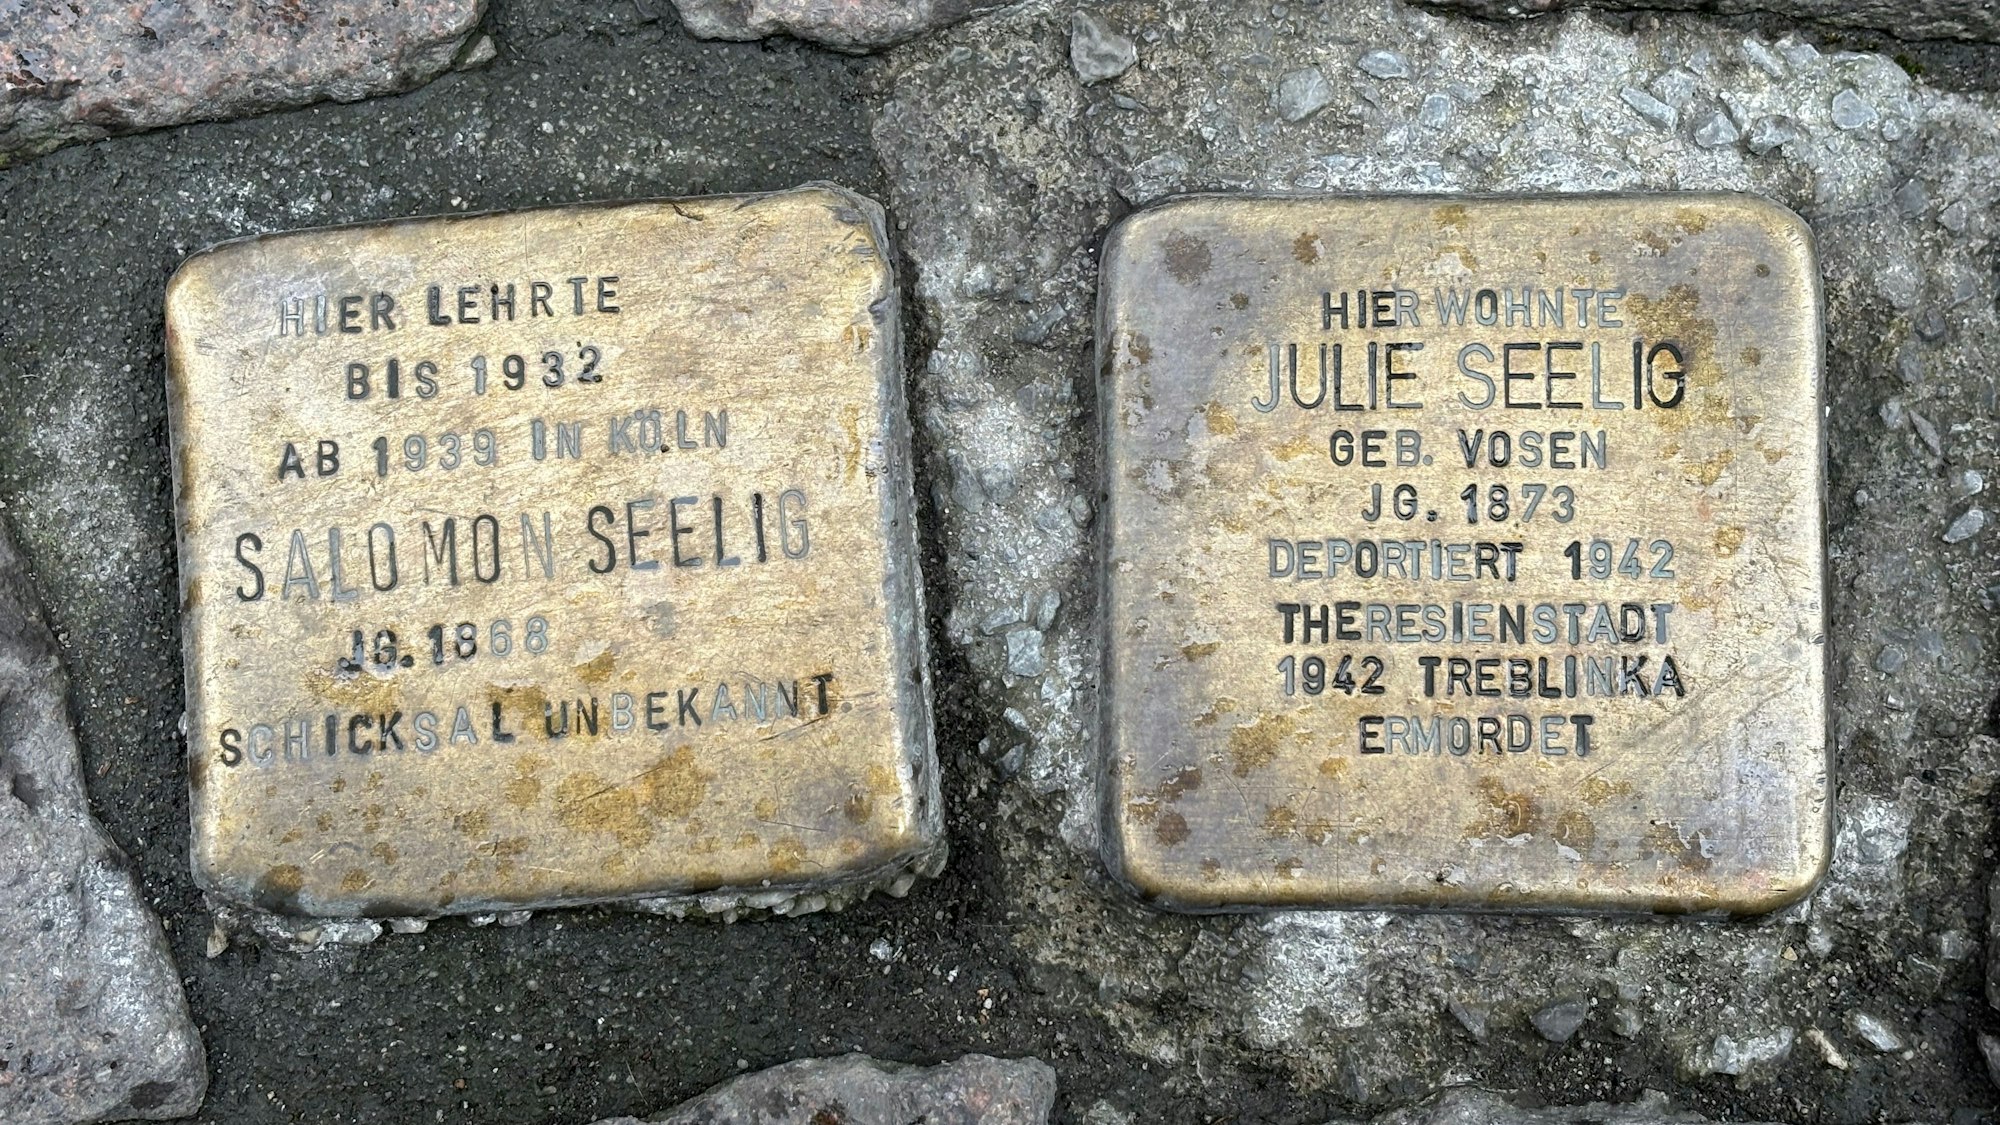 HIER LEHRTE
BIS 1932
AB 1939 IN KÖLN
SALOMON SEELIG
JG. 1868
SCHICKSAL UNBEKANNT.
HIER WOHNTE
JULIE SEELIG
GEB. VOSEN
JG. 1873
DEPORTIERT 1942
THERESIENSTADT
1942 TREBLINKA
ERMORDET